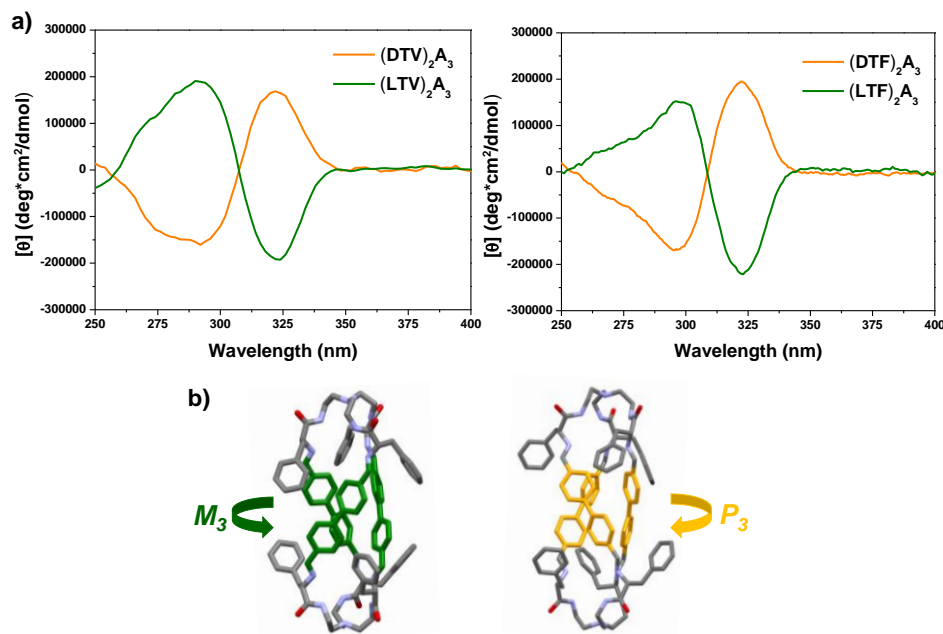 a)
300000
200000
100000
0
-100000
-200000
-300000
[θ] (deg*cm²/dmol)
(DTV)₂A₃
(LTV)₂A₃
250 275 300 325 350 375 400
Wavelength (nm)
300000
200000
100000
0
-100000
-200000
-300000
[θ] (deg*cm²/dmol)
(DTF)₂A₃
(LTF)₂A₃
250 275 300 325 350 375 400
Wavelength (nm)
b)
M₃
P₃